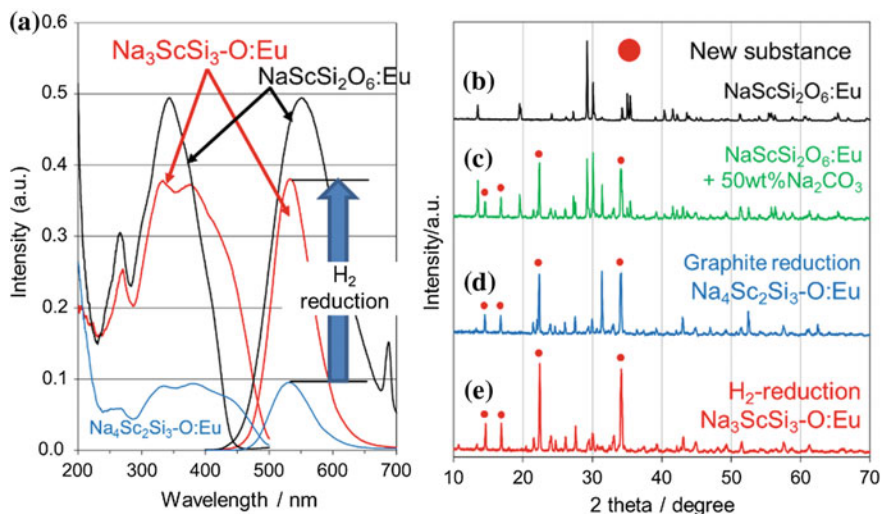 (a)
0.6
0.5
0.4
0.3
0.2
0.1
0.0
Intensity (a.u.)
Na₃ScSi₃-O:Eu
NaScSi₂O₆:Eu
H₂
reduction
Na₄Sc₂Si₃-O:Eu
200 300 400 500 600 700
Wavelength / nm
New substance
(b)
NaScSi₂O₆:Eu
(c)
NaScSi₂O₆:Eu
+ 50wt%Na₂CO₃
(d)
Graphite reduction
Na₄Sc₂Si₃-O:Eu
(e)
H₂-reduction
Na₃ScSi₃-O:Eu
Intensity/a.u.
10 20 30 40 50 60 70
2 theta / degree